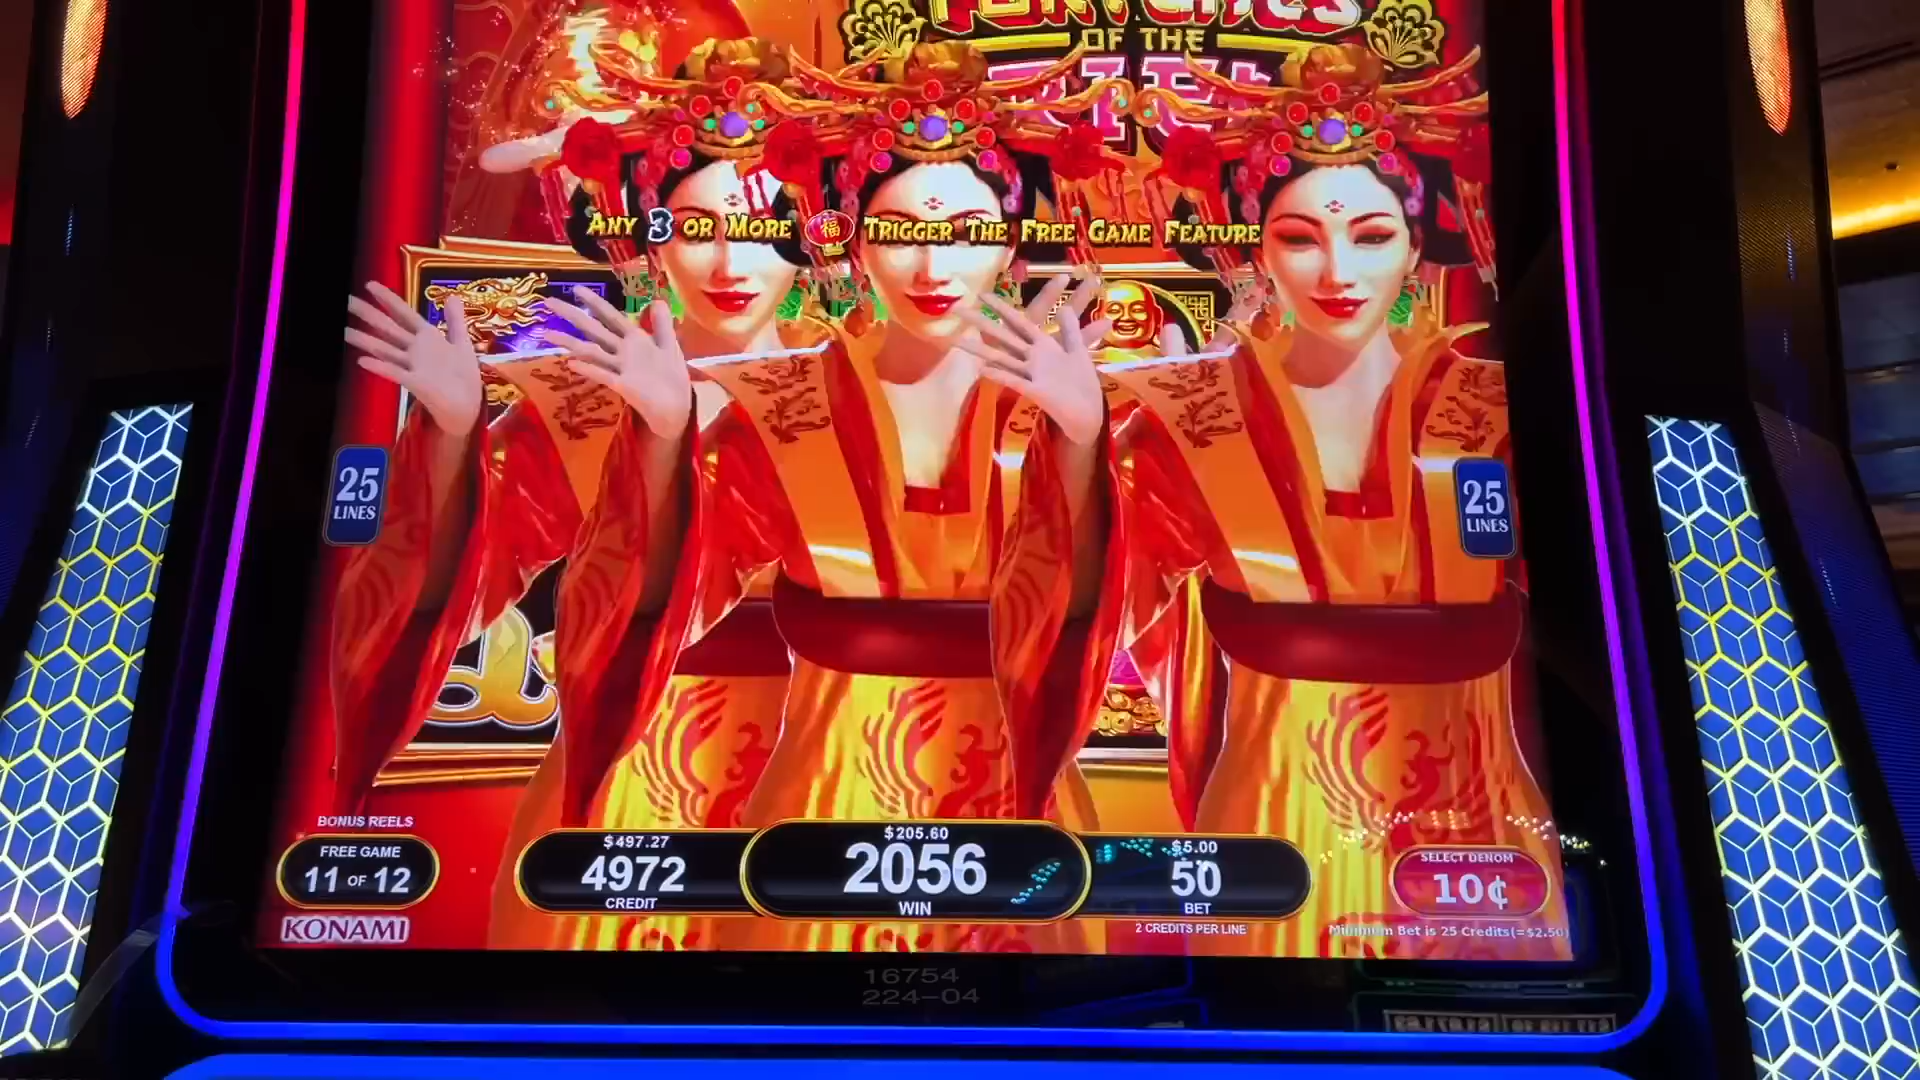 FORTUNES
OF THE
ANY 3 OR MORE 福 TRIGGER THE FREE GAME FEATURE
25
LINES
25
LINES
BONUS REELS
FREE GAME
11 OF 12
$497.27
4972
CREDIT
$205.60
2056
WIN
$5.00
50
BET
2 CREDITS PER LINE
SELECT DENOM
10¢
Minimum Bet is 25 Credits(=$2.50)
KONAMI
16754
224-04